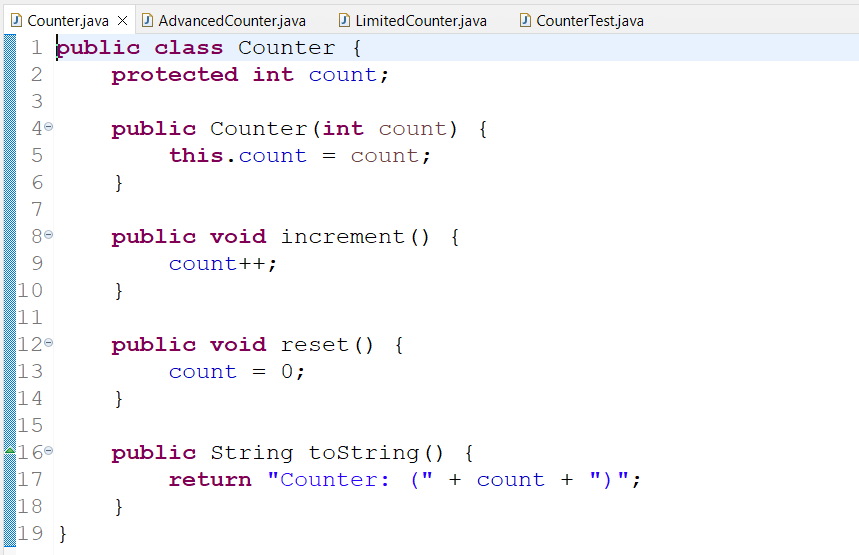 Counter.java AdvancedCounter.java LimitedCounter.java CounterTest.java
1 public class Counter {
2     protected int count;
3
4     public Counter(int count) {
5         this.count = count;
6     }
7
8     public void increment() {
9         count++;
10     }
11
12     public void reset() {
13         count = 0;
14     }
15
16     public String toString() {
17         return "Counter: (" + count + ")";
18     }
19 }